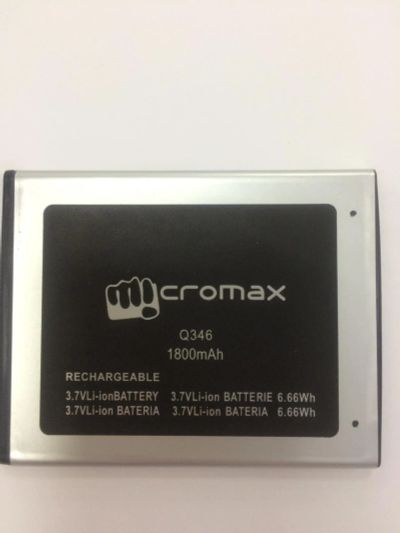 micromax
Q346
1800mAh
RECHARGEABLE
3.7VLi-ionBATTERY 3.7VLi-ion BATTERIE 6.66Wh
3.7VLi-ion BATERIA 3.7VLi-ion BATERIA 6.66Wh